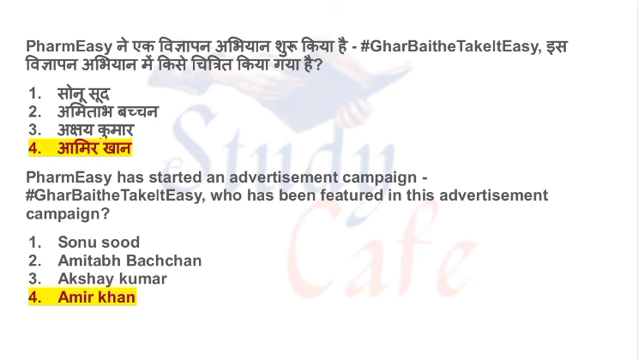 PharmEasy ने एक विज्ञापन अभियान शुरू किया है - #GharBaitheTakeItEasy, इस
विज्ञापन अभियान में किसे चित्रित किया गया है?
1. सोनू सूद
2. अमिताभ बच्चन
3. अक्षय कुमार
4. आमिर खान
PharmEasy has started an advertisement campaign -
#GharBaitheTakeItEasy, who has been featured in this advertisement
campaign?
1. Sonu sood
2. Amitabh Bachchan
3. Akshay kumar
4. Amir khan
Study
Cafe